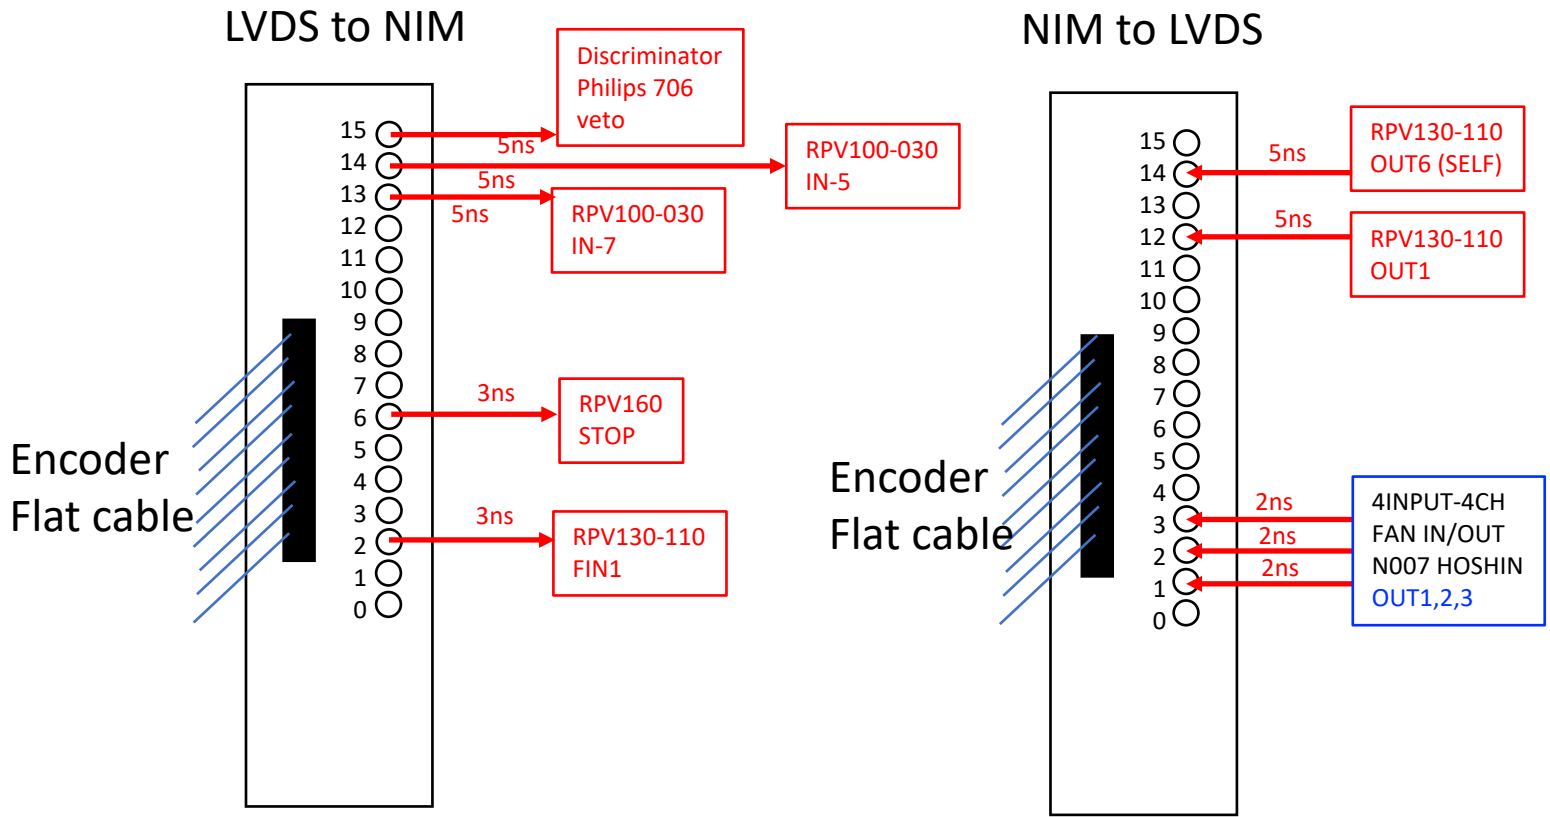 LVDS to NIM
Discriminator
Philips 706
veto
15
5ns
14
RPV100-030
IN-5
5ns
13
5ns
RPV100-030
IN-7
12
11
10
9
8
7
3ns
6
RPV160
STOP
5
4
3
3ns
2
RPV130-110
FIN1
1
0
Encoder
Flat cable
NIM to LVDS
15
5ns
14
RPV130-110
OUT6 (SELF)
13
5ns
12
RPV130-110
OUT1
11
10
9
8
7
6
5
4
2ns
3
2ns
2
2ns
1
0
4INPUT-4CH
FAN IN/OUT
N007 HOSHIN
OUT1,2,3
Encoder
Flat cable